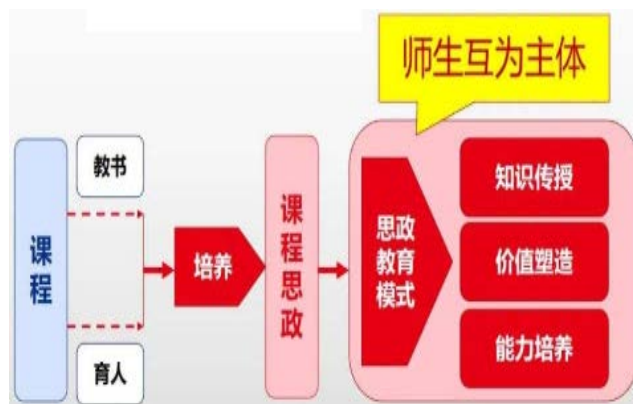 师生互为主体
课程
教书
育人
培养
课程思政
思政
教育
模式
知识传授
价值塑造
能力培养